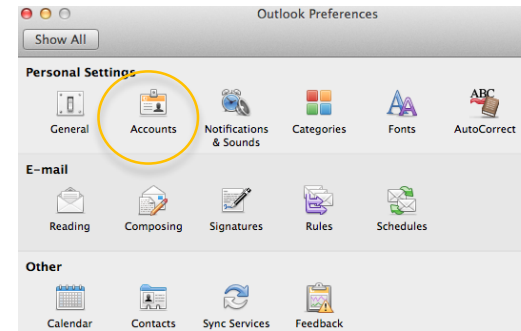 Outlook Preferences
Show All
Personal Settings
General Accounts Notifications & Sounds Categories Fonts ABC AutoCorrect
E-mail
Reading Composing Signatures Rules Schedules
Other
Calendar Contacts Sync Services Feedback